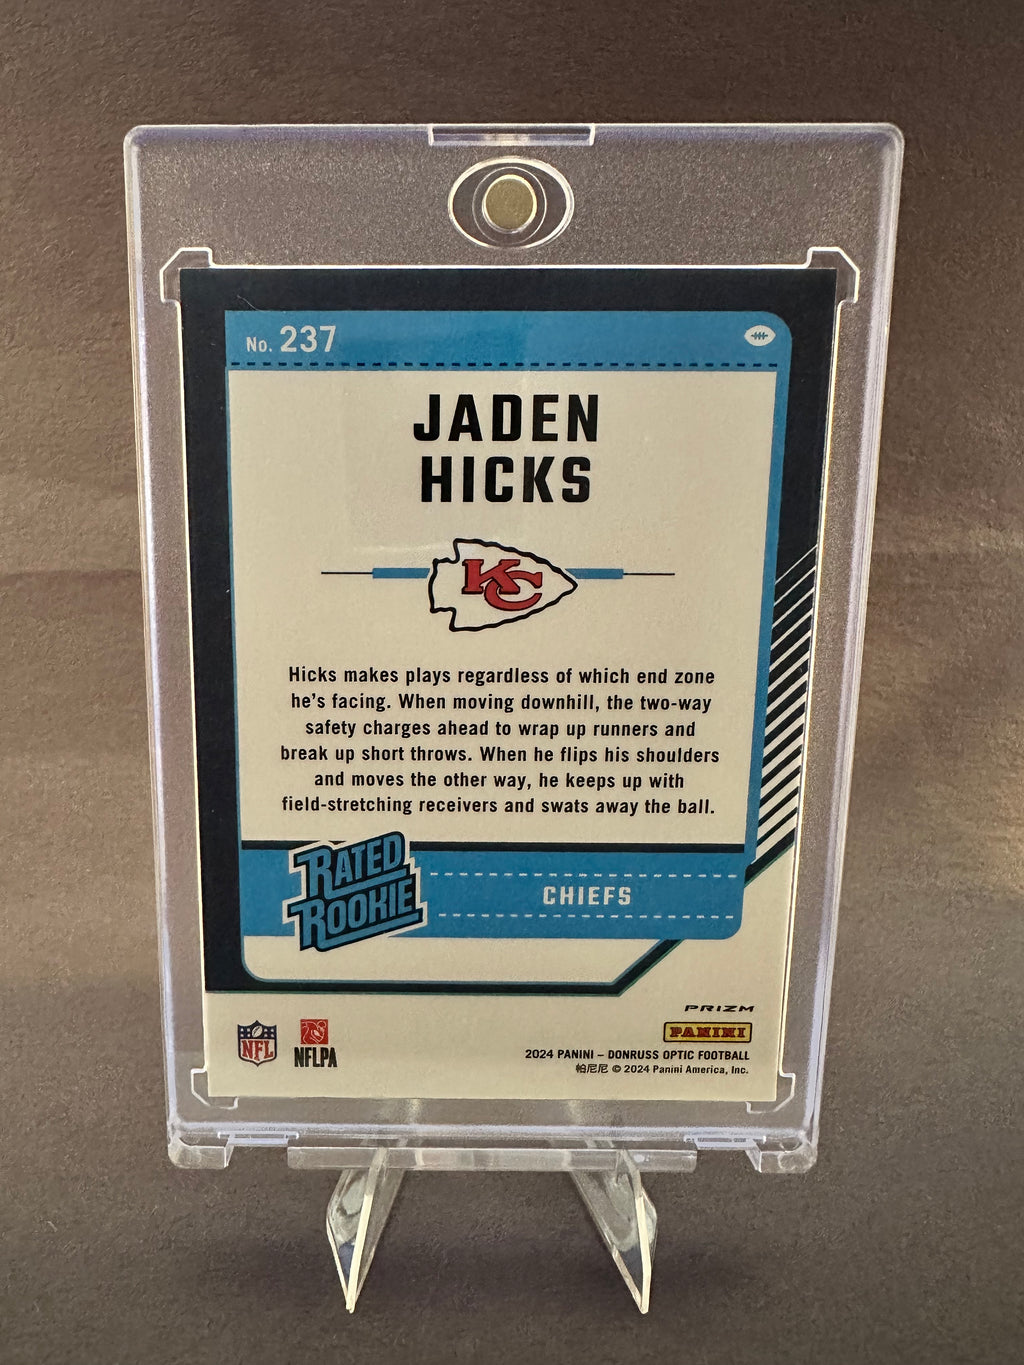 No. 237
JADEN
HICKS
KC
Hicks makes plays regardless of which end zone
he's facing. When moving downhill, the two-way
safety charges ahead to wrap up runners and
break up short throws. When he flips his shoulders
and moves the other way, he keeps up with
field-stretching receivers and swats away the ball.
RATED
ROOKIE
CHIEFS
PRIZM
NFL
NFLPA
PANINI
2024 PANINI – DONRUSS OPTIC FOOTBALL
帕尼尼 © 2024 Panini America, Inc.